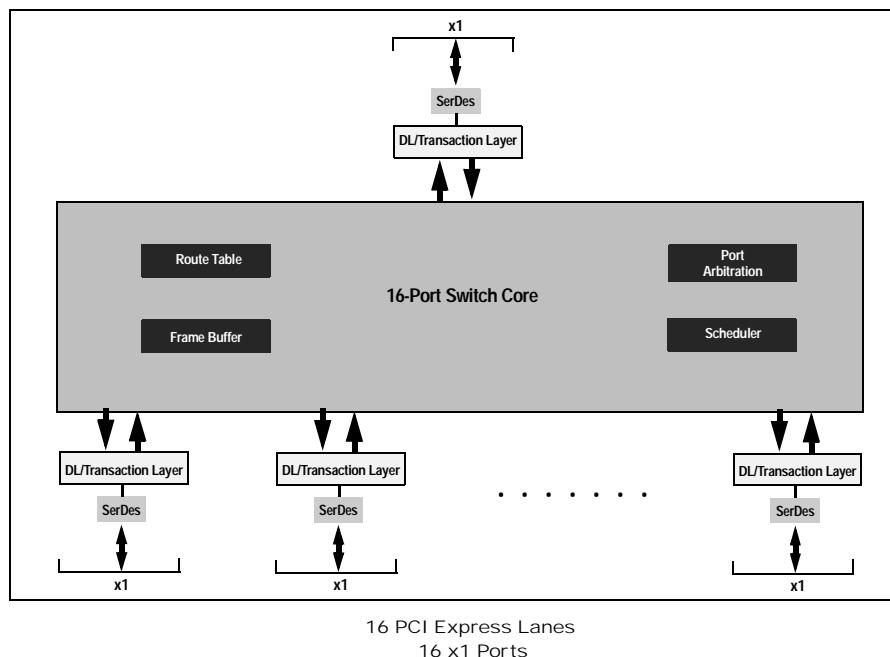 x1
SerDes
DL/Transaction Layer
Route Table
Port
Arbitration
16-Port Switch Core
Frame Buffer
Scheduler
DL/Transaction Layer
DL/Transaction Layer
DL/Transaction Layer
SerDes
SerDes
. . . . . . .
SerDes
x1
x1
x1
16 PCI Express Lanes
16 x1 Ports